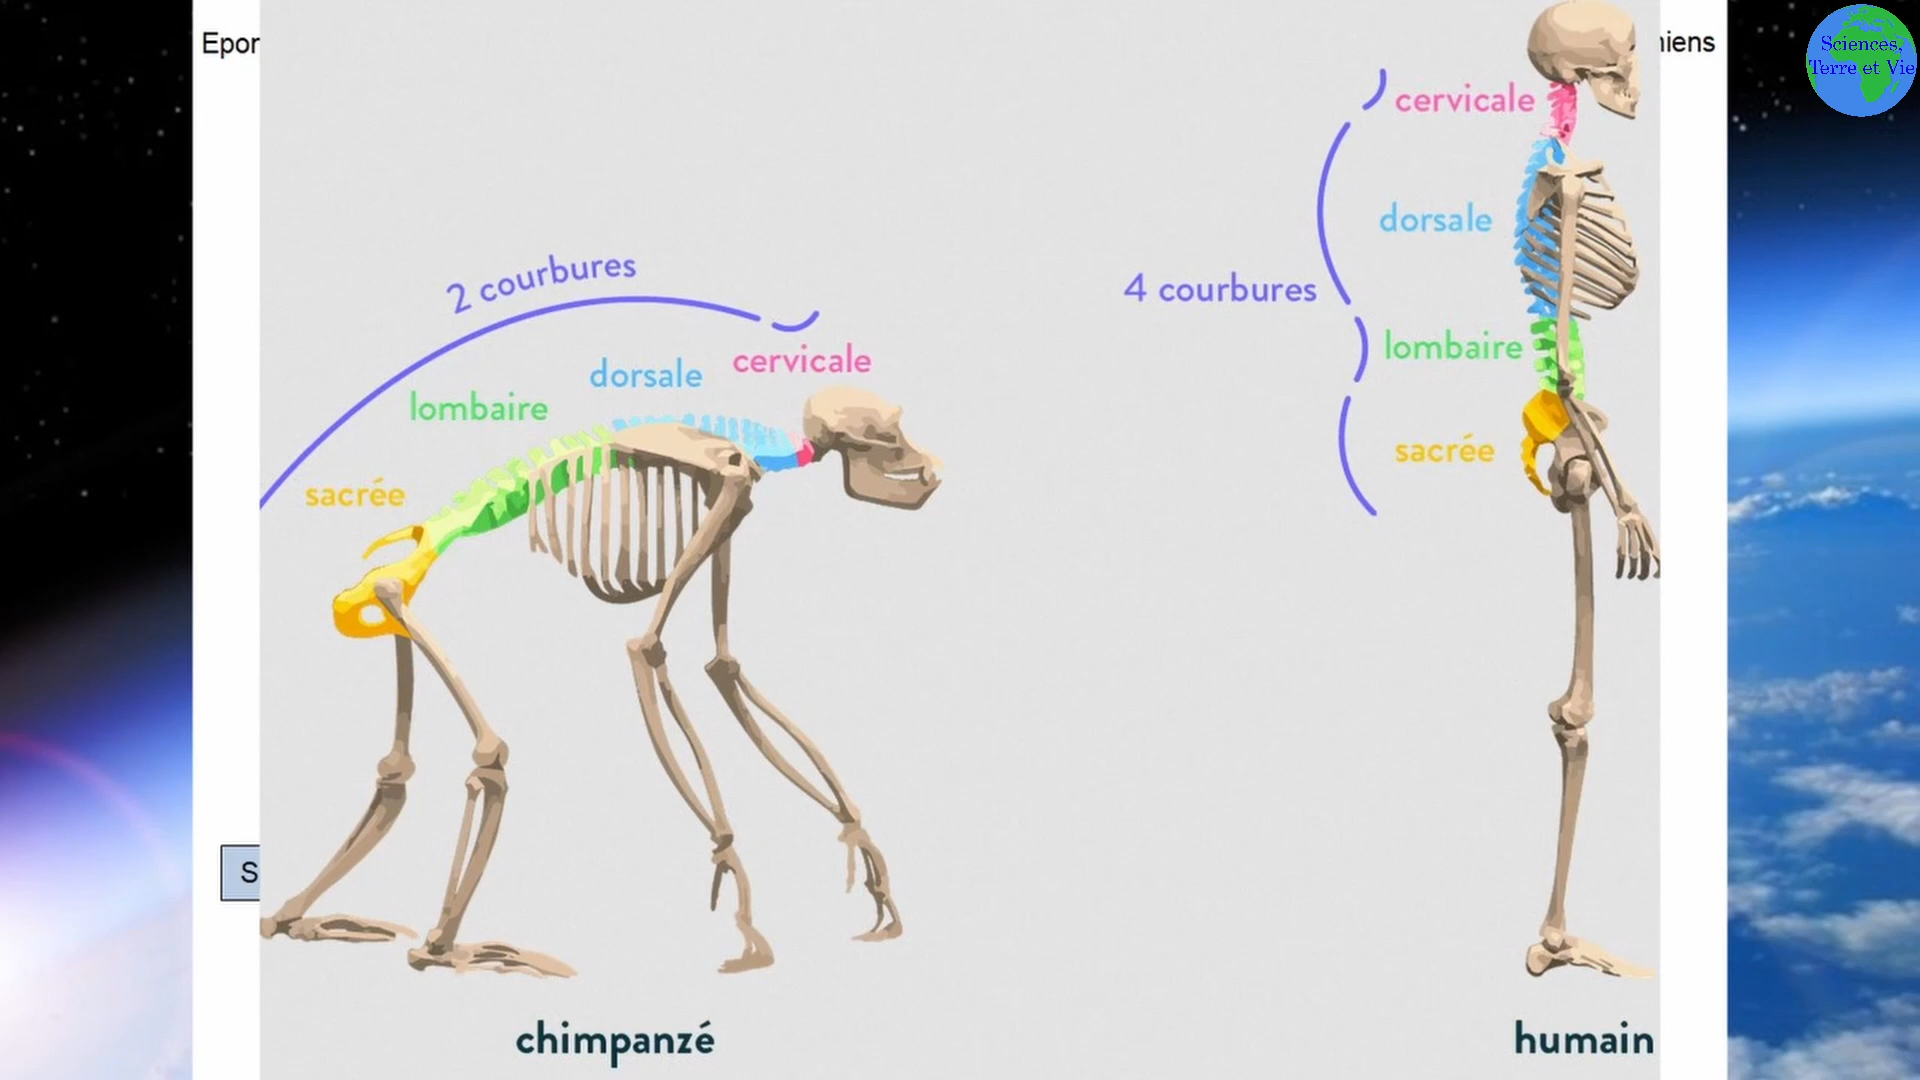 Epor
niens
Sciences,
Terre et Vie
cervicale
dorsale
4 courbures
lombaire
sacrée
2 courbures
cervicale
dorsale
lombaire
sacrée
S
chimpanzé
humain